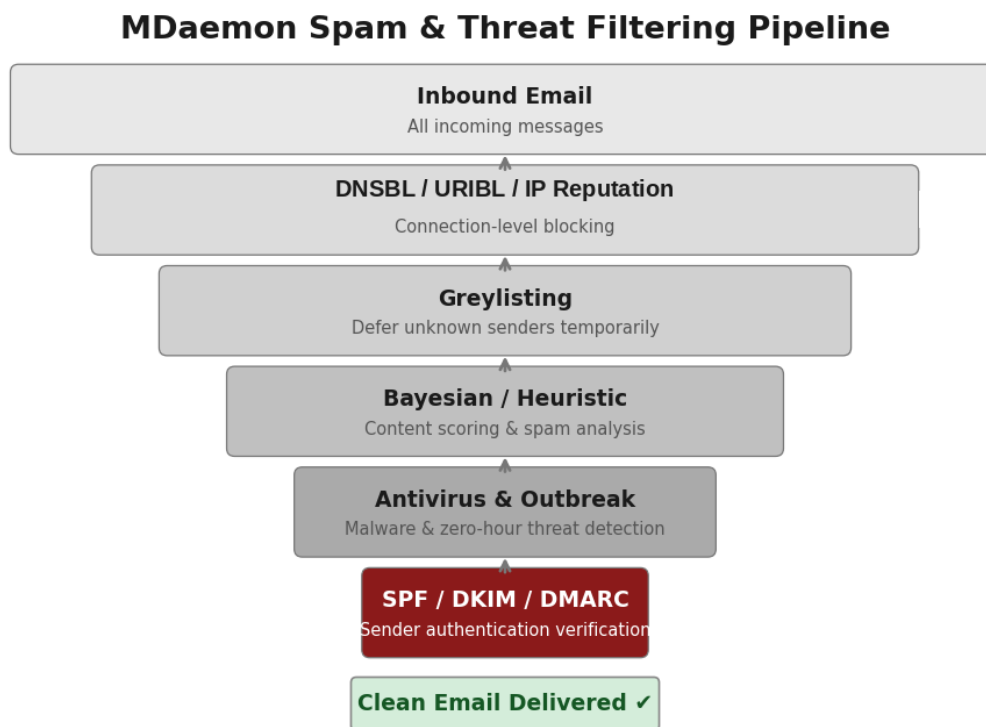 MDaemon Spam & Threat Filtering Pipeline
Inbound Email
All incoming messages
DNSBL / URIBL / IP Reputation
Connection-level blocking
Greylisting
Defer unknown senders temporarily
Bayesian / Heuristic
Content scoring & spam analysis
Antivirus & Outbreak
Malware & zero-hour threat detection
SPF / DKIM / DMARC
Sender authentication verification
Clean Email Delivered ✔